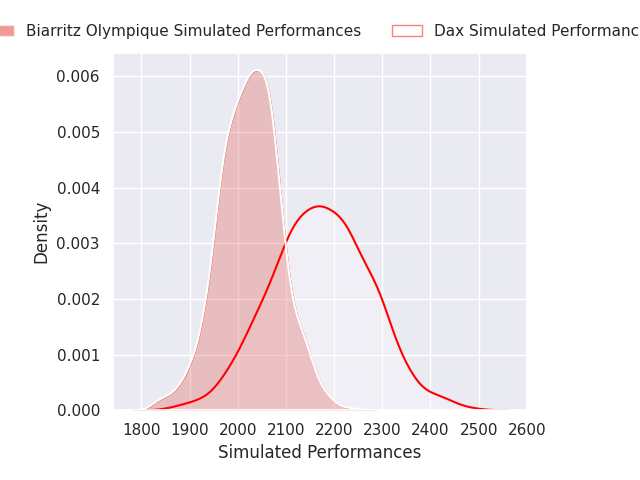 Biarritz Olympique Simulated Performances
Dax Simulated Performanc
0.006
0.005
0.004
0.003
0.002
0.001
0.000
Density
1800 1900 2000 2100 2200 2300 2400 2500 2600
Simulated Performances